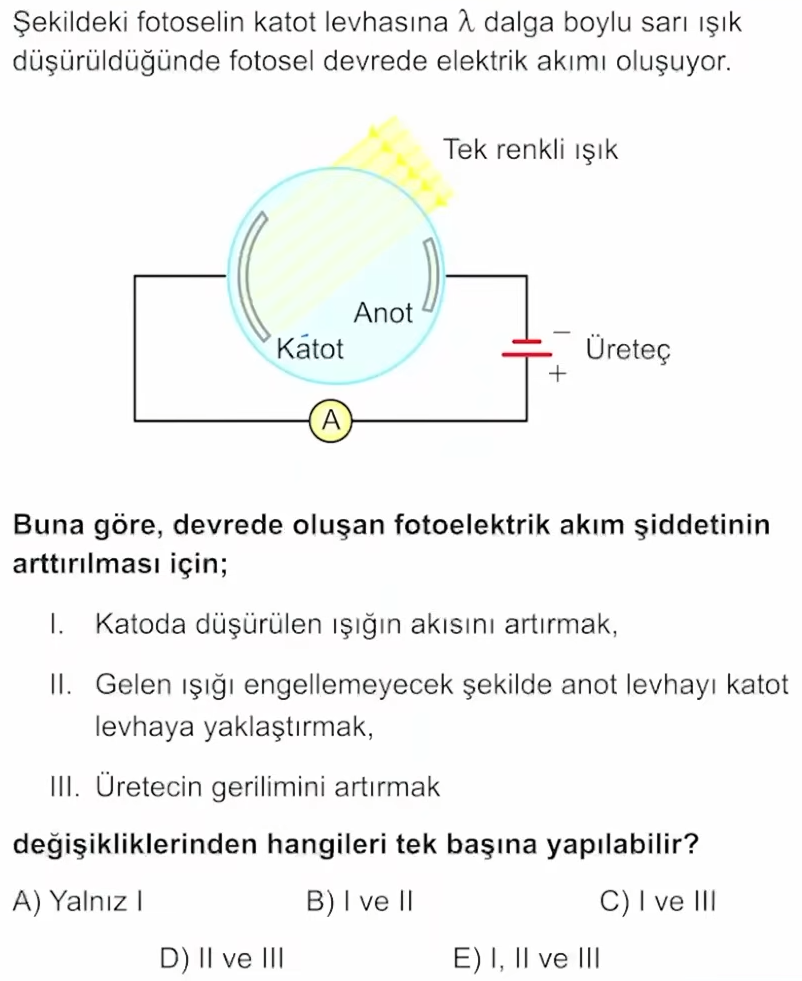 Şekildeki fotoselin katot levhasına λ dalga boylu sarı ışık
düşürüldüğünde fotosel devrede elektrik akımı oluşuyor.
Tek renkli ışık
Anot
Katot
−
Üreteç
+
A
Buna göre, devrede oluşan fotoelektrik akım şiddetinin
arttırılması için;
I. Katoda düşürülen ışığın akısını artırmak,
II. Gelen ışığı engellemeyecek şekilde anot levhayı katot
levhaya yaklaştırmak,
III. Üretecin gerilimini artırmak
değişikliklerinden hangileri tek başına yapılabilir?
A) Yalnız I B) I ve II C) I ve III
D) II ve III E) I, II ve III